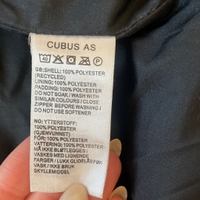 CUBUS AS
GB:SHELL: 100% POLYESTER
(RECYCLED)
LINING: 100% POLYESTER
PADDING: 100% POLYESTER
DO NOT SOAK / WASH WITH
SIMILAR COLOURS / CLOSE
ZIPPER BEFORE WASHING /
DO NOT USE SOFTENER
NO: YTTERSTOFF:
100% POLYESTER
(GJENVUNNET)
FÔR: 100% POLYESTER
VATTERING: 100% POLYESTER
MÅ IKKE BLØTLEGGES /
VASKES MED LIGNENDE
FARGER / LUKK GLIDELÅS FØR
VASK / IKKE BRUK
SKYLLEMIDDEL